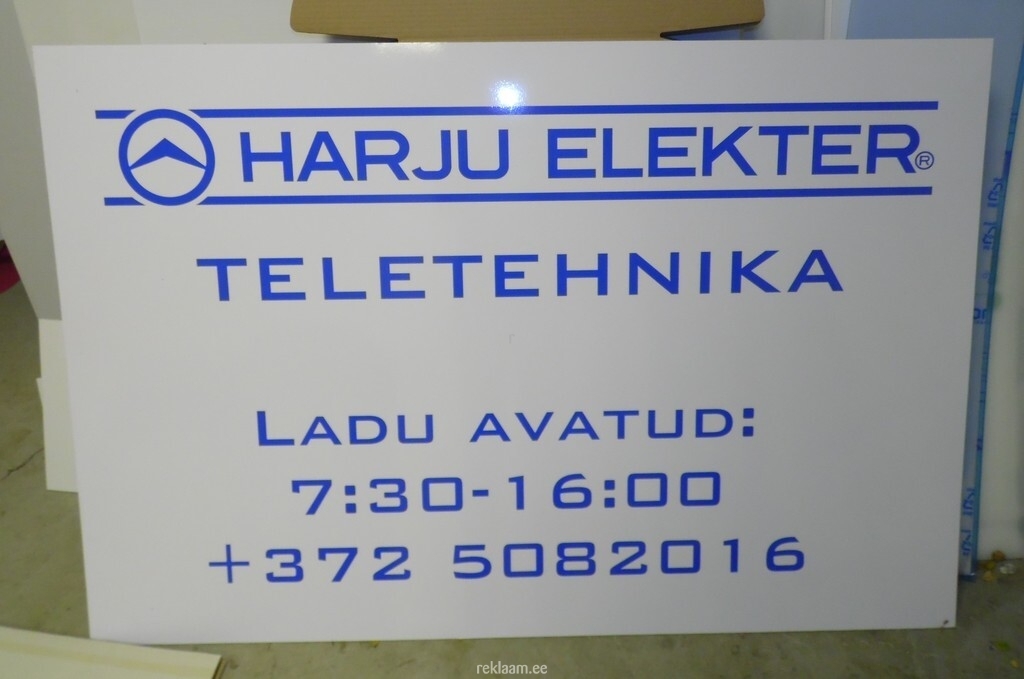 HARJU ELEKTER®
TELETEHNIKA
LADU AVATUD:
7:30-16:00
+372 5082016
reklaam.ee